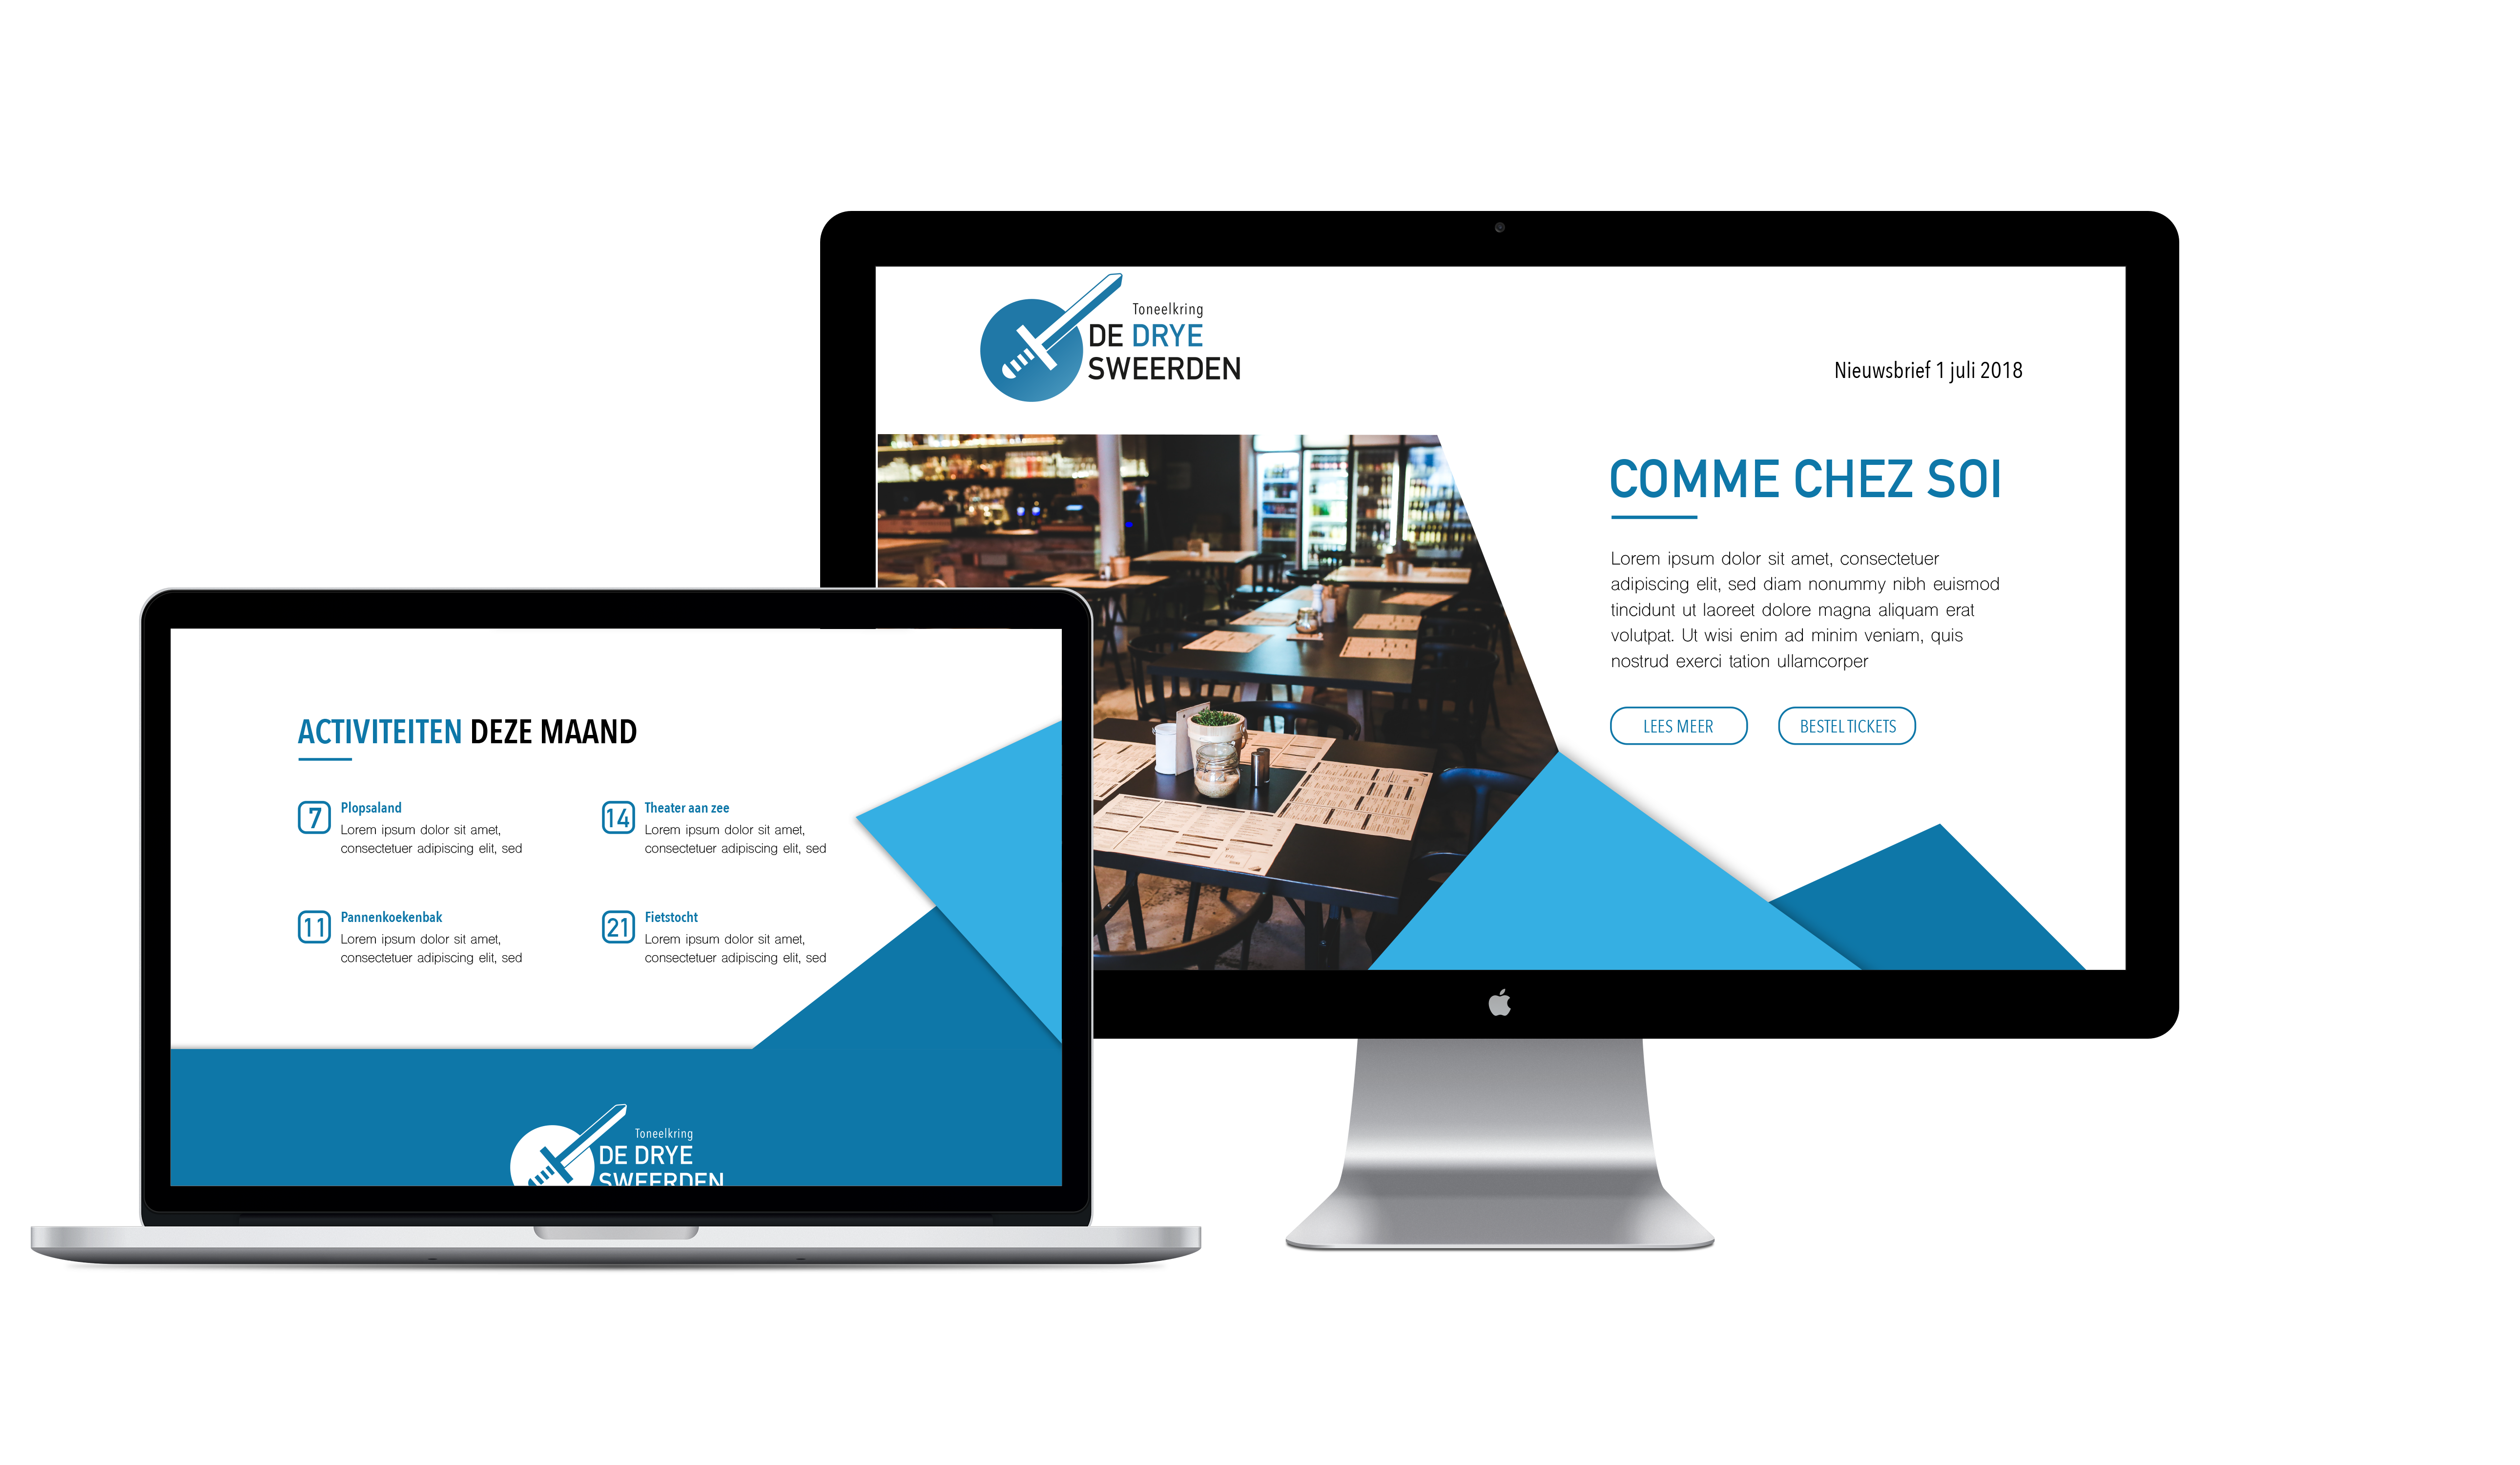 Toneelkring
DE DRYE
SWEERDEN
Nieuwsbrief 1 juli 2018
COMME CHEZ SOI
Lorem ipsum dolor sit amet, consectetuer
adipiscing elit, sed diam nonummy nibh euismod
tincidunt ut laoreet dolore magna aliquam erat
volutpat. Ut wisi enim ad minim veniam, quis
nostrud exerci tation ullamcorper
LEES MEER
BESTEL TICKETS
ACTIVITEITEN DEZE MAAND
7
Plopsaland
Lorem ipsum dolor sit amet,
consectetuer adipiscing elit, sed
14
Theater aan zee
Lorem ipsum dolor sit amet,
consectetuer adipiscing elit, sed
11
Pannenkoekenbak
Lorem ipsum dolor sit amet,
consectetuer adipiscing elit, sed
21
Fietstocht
Lorem ipsum dolor sit amet,
consectetuer adipiscing elit, sed
Toneelkring
DE DRYE
SWEERDEN